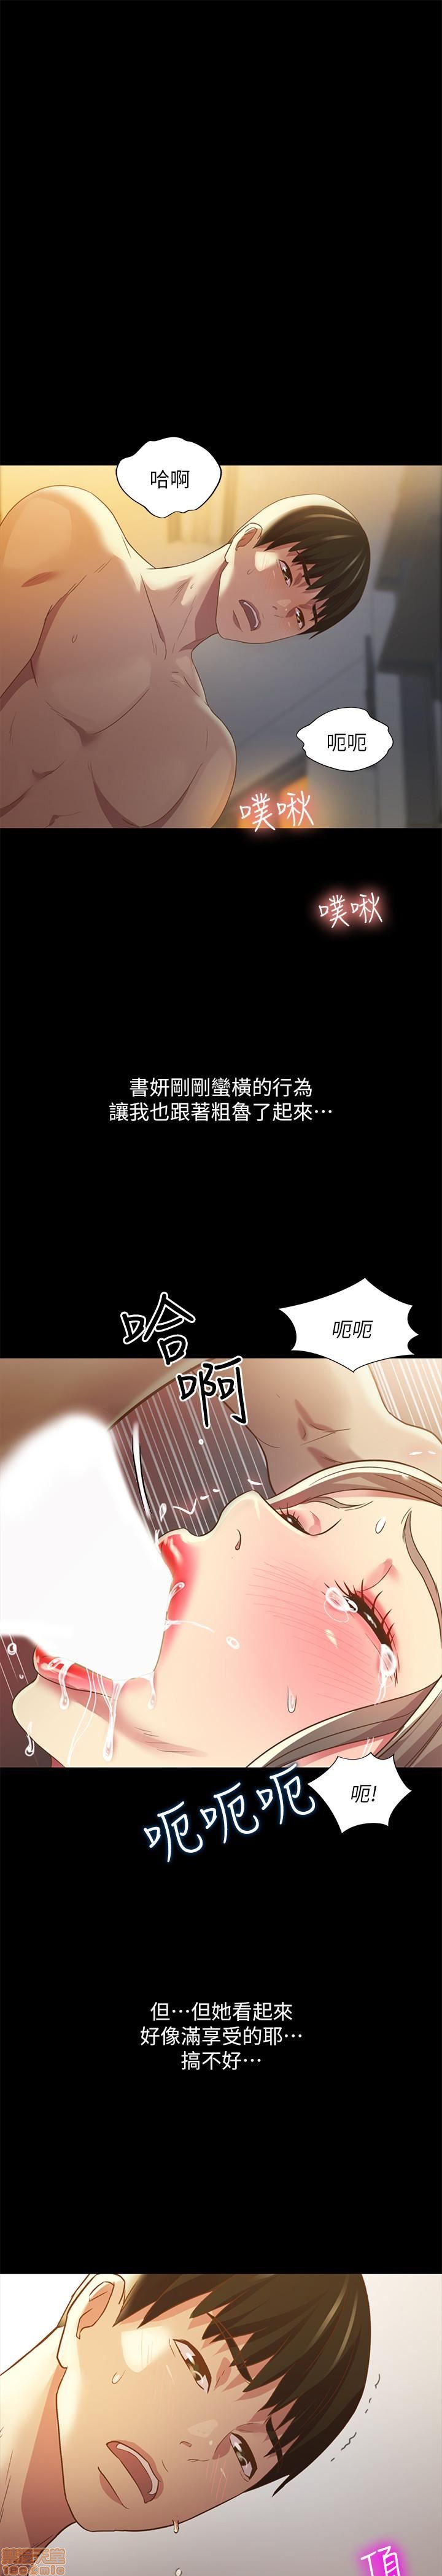 哈啊
呃呃
噗啾
噗啾
書妍剛剛蠻橫的行為
讓我也跟著粗魯了起來…
呃呃
哈啊
呃!
呃呃呃
但…但她看起來
好像滿享受的耶…
搞不好…
頂